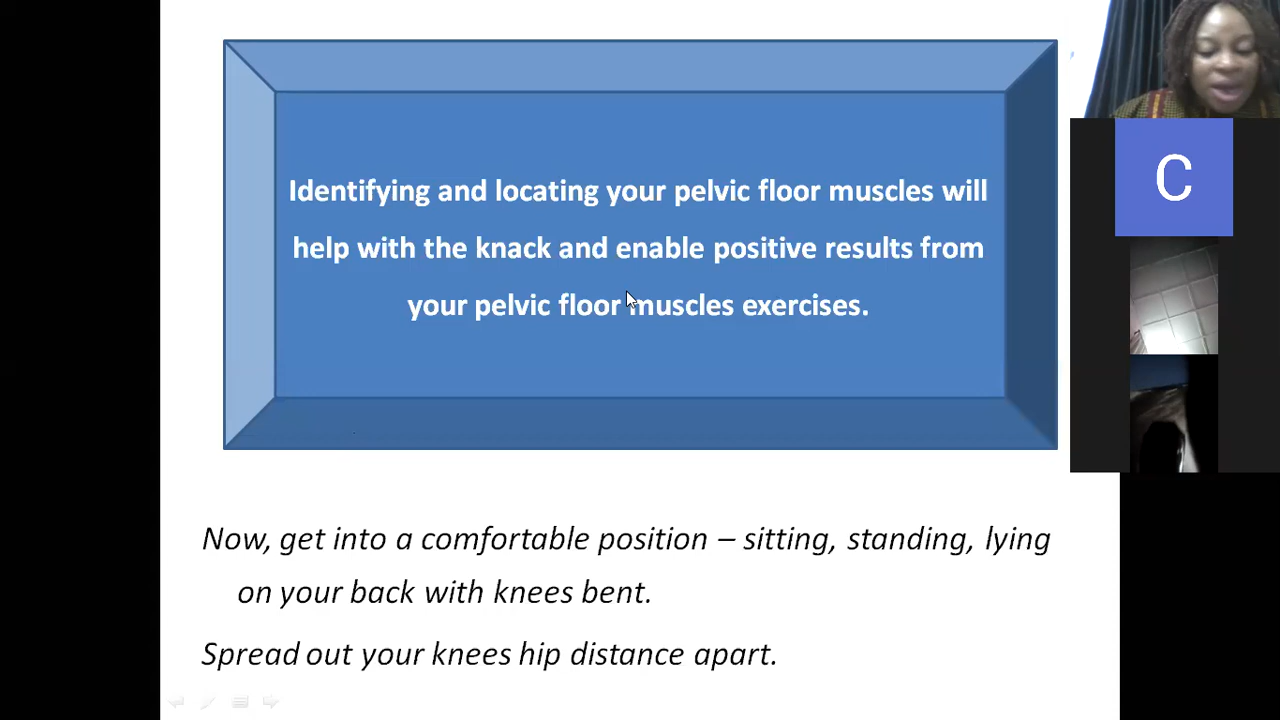 Identifying and locating your pelvic floor muscles will
help with the knack and enable positive results from
your pelvic floor muscles exercises.
Now, get into a comfortable position – sitting, standing, lying
on your back with knees bent.
Spread out your knees hip distance apart.
C